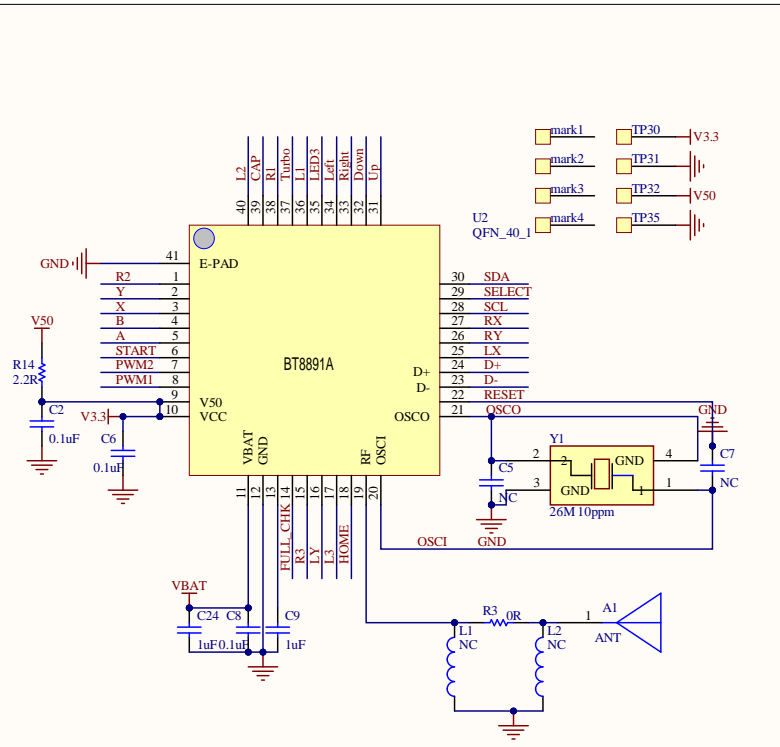 L2
CAP
R1
Turbo
L1
LED3
Left
Right
Down
Up
40
39
38
37
36
35
34
33
32
31
mark1
mark2
mark3
mark4
TP30
TP31
TP32
TP35
V3.3
V50
U2
QFN_40_1
GND
41
E-PAD
R2 1
Y 2
X 3
B 4
A 5
START 6
PWM2 7
PWM1 8
9 V50
10 VCC
V50
R14
2.2R
C2
0.1uF
V3.3
C6
0.1uF
BT8891A
30 SDA
29 SELECT
28 SCL
27 RX
26 RY
25 LX
D+ 24 D+
D- 23 D-
22 RESET
OSCO 21 OSCO
VBAT
GND
RF
OSCI
11
12
13
14
15
16
17
18
19
20
FULL_CHK
R3
LY
L3
HOME
GND
Y1
2 2 GND 4
3 GND 1 1
26M 10ppm
C5
NC
C7
NC
OSCI GND
VBAT
C24
1uF
C8
0.1uF
C9
1uF
L1
NC
R3 0R
L2
NC
A1
1
ANT